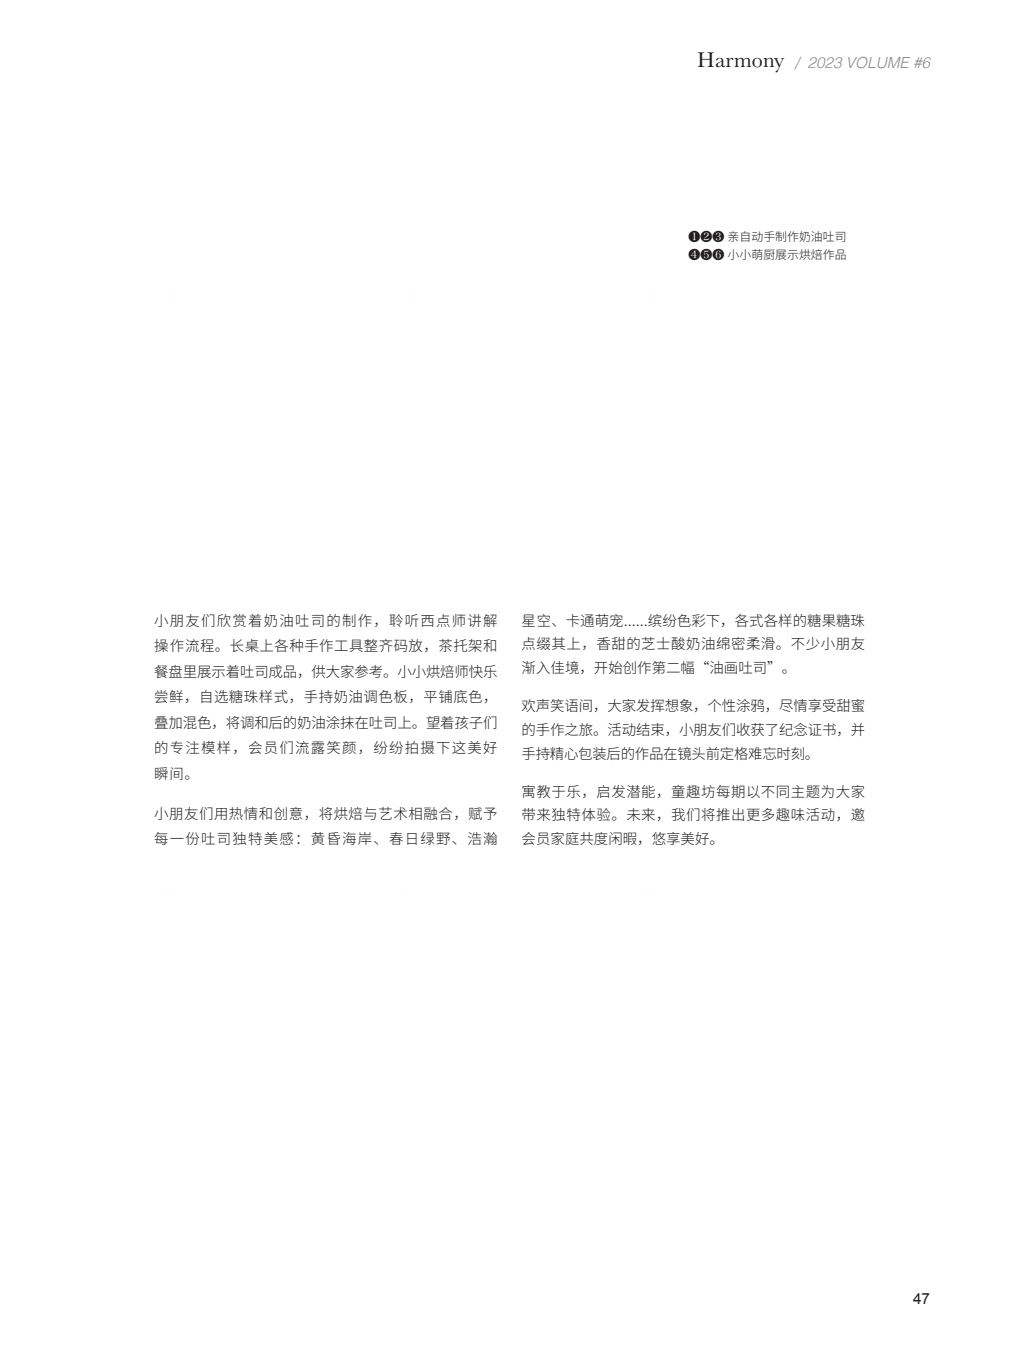 Harmony / 2023 VOLUME #6
❶❷❸ 亲自动手制作奶油吐司
❹❺❻ 小小萌厨展示烘焙作品
小朋友们欣赏着奶油吐司的制作，聆听西点师讲解
操作流程。长桌上各种手作工具整齐码放，茶托架和
餐盘里展示着吐司成品，供大家参考。小小烘焙师快乐
尝鲜，自选糖珠样式，手持奶油调色板，平铺底色，
叠加混色，将调和后的奶油涂抹在吐司上。望着孩子们
的专注模样，会员们流露笑颜，纷纷拍摄下这美好
瞬间。
小朋友们用热情和创意，将烘焙与艺术相融合，赋予
每一份吐司独特美感：黄昏海岸、春日绿野、浩瀚
星空、卡通萌宠......缤纷色彩下，各式各样的糖果糖珠
点缀其上，香甜的芝士酸奶油绵密柔滑。不少小朋友
渐入佳境，开始创作第二幅“油画吐司”。
欢声笑语间，大家发挥想象，个性涂鸦，尽情享受甜蜜
的手作之旅。活动结束，小朋友们收获了纪念证书，并
手持精心包装后的作品在镜头前定格难忘时刻。
寓教于乐，启发潜能，童趣坊每期以不同主题为大家
带来独特体验。未来，我们将推出更多趣味活动，邀
会员家庭共度闲暇，悠享美好。
47